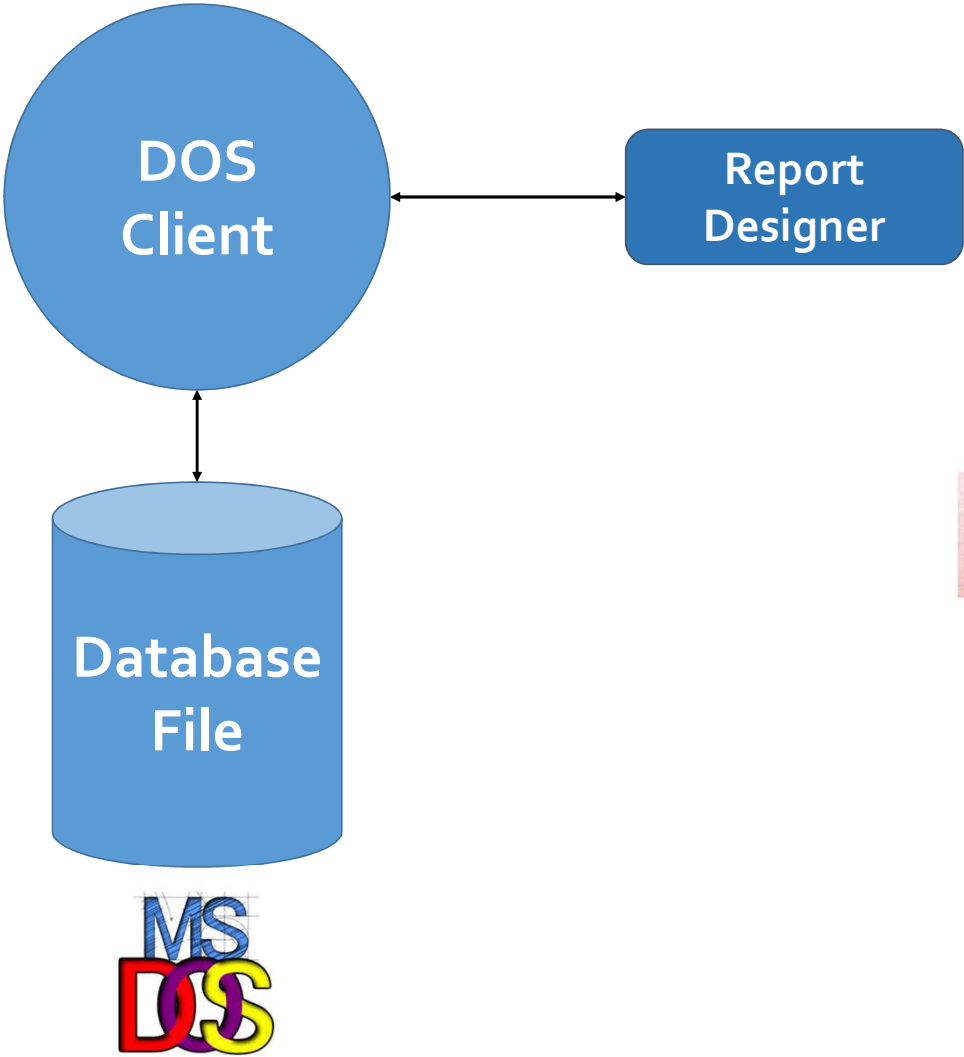 DOS
Client
Report
Designer
Database
File
MS
DOS